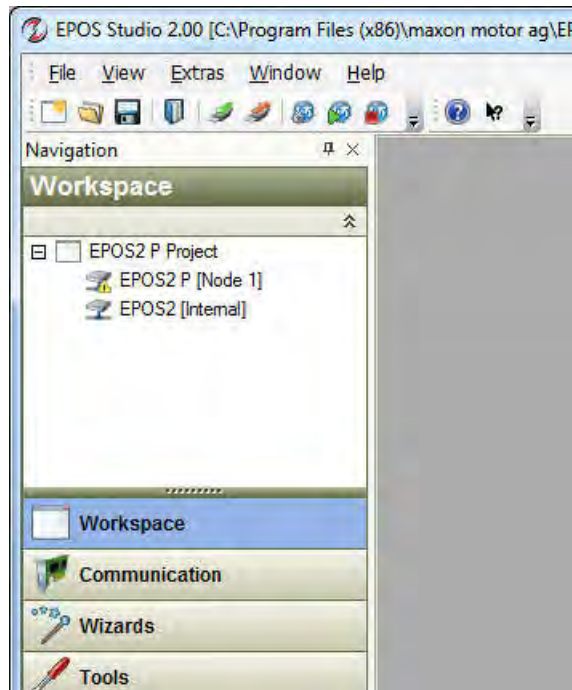 EPOS Studio 2.00 [C:\Program Files (x86)\maxon motor ag\EP
File View Extras Window Help
Navigation
Workspace
EPOS2 P Project
EPOS2 P [Node 1]
EPOS2 [Internal]
Workspace
Communication
Wizards
Tools